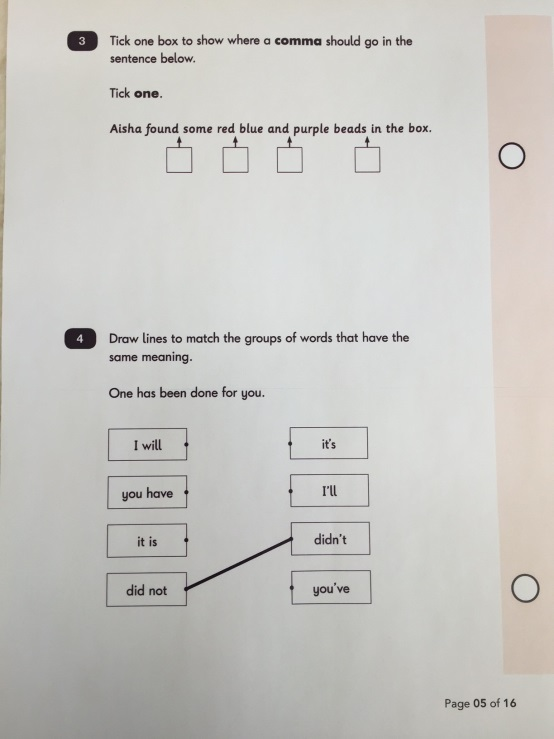 3 Tick one box to show where a comma should go in the
sentence below.
Tick one.
Aisha found some red blue and purple beads in the box.
4 Draw lines to match the groups of words that have the
same meaning.
One has been done for you.
I will it's
you have I'll
it is didn't
did not you've
Page 05 of 16